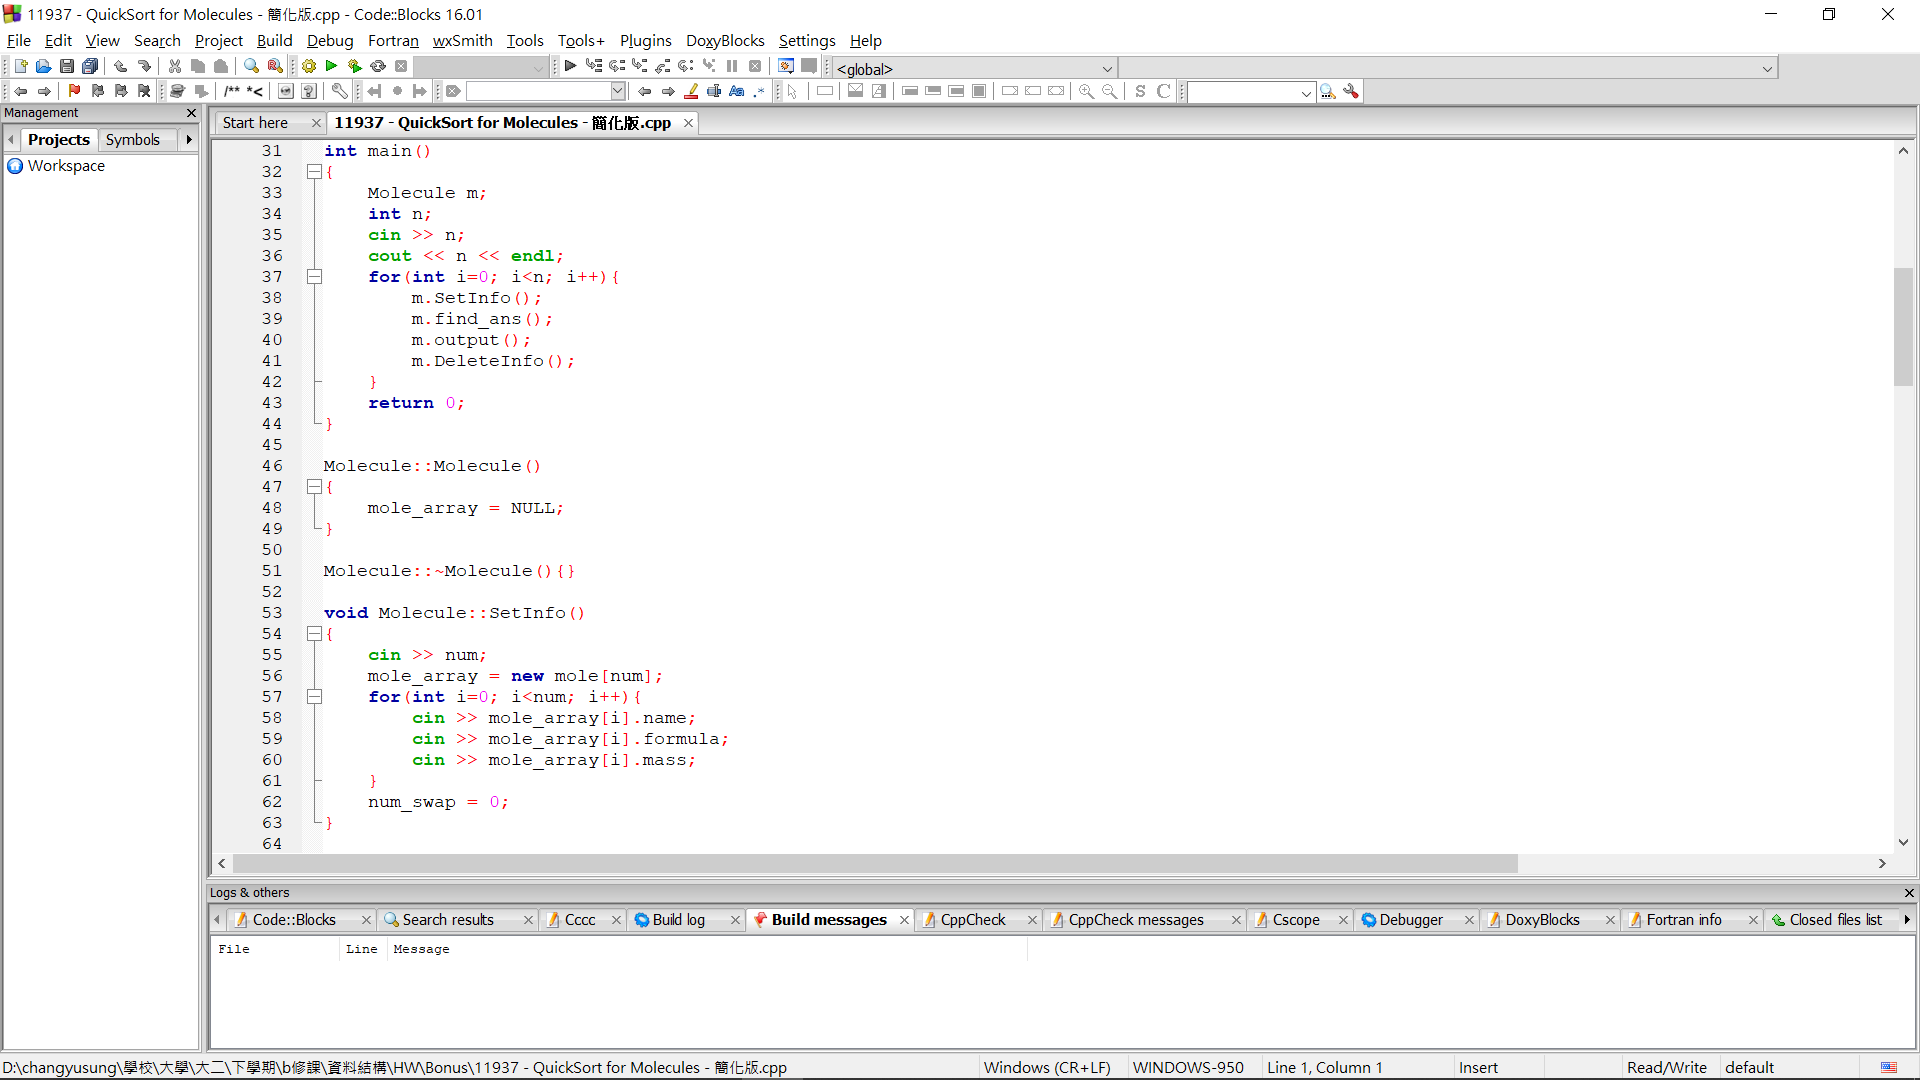 11937 - QuickSort for Molecules - 簡化版.cpp - Code::Blocks 16.01
File Edit View Search Project Build Debug Fortran wxSmith Tools Tools+ Plugins DoxyBlocks Settings Help
<global>
/** *<
S C
Management
Projects Symbols
Workspace
Start here 11937 - QuickSort for Molecules - 簡化版.cpp
31 int main()
32 {
33     Molecule m;
34     int n;
35     cin >> n;
36     cout << n << endl;
37     for(int i=0; i<n; i++){
38         m.SetInfo();
39         m.find_ans();
40         m.output();
41         m.DeleteInfo();
42     }
43     return 0;
44 }
45
46 Molecule::Molecule()
47 {
48     mole_array = NULL;
49 }
50
51 Molecule::~Molecule(){}
52
53 void Molecule::SetInfo()
54 {
55     cin >> num;
56     mole_array = new mole[num];
57     for(int i=0; i<num; i++){
58         cin >> mole_array[i].name;
59         cin >> mole_array[i].formula;
60         cin >> mole_array[i].mass;
61     }
62     num_swap = 0;
63 }
64
Logs & others
Code::Blocks Search results Cccc Build log Build messages CppCheck CppCheck messages Cscope Debugger DoxyBlocks Fortran info Closed files list
File Line Message
D:\changyusung\學校\大學\大二\下學期\b修課\資料結構\HW\Bonus\11937 - QuickSort for Molecules - 簡化版.cpp Windows (CR+LF) WINDOWS-950 Line 1, Column 1 Insert Read/Write default